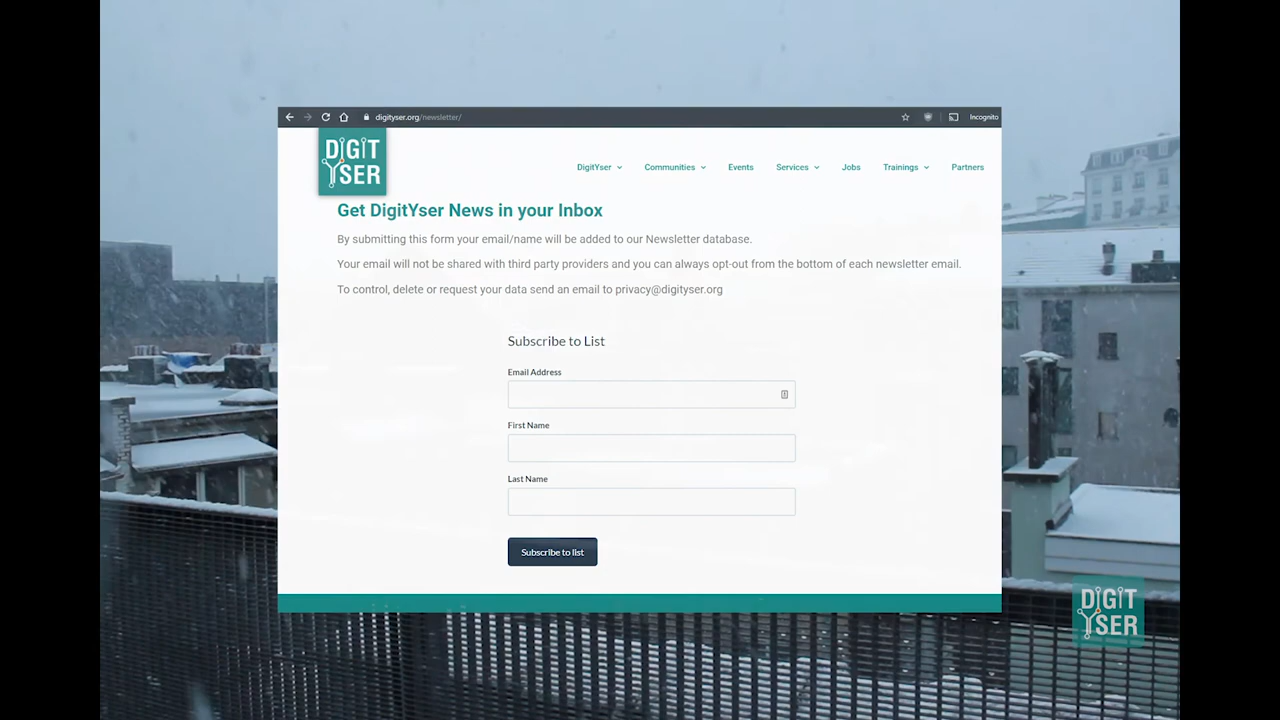 digityser.org/newsletter/
Incognito
DIGIT
YSER
DigitYser
Communities
Events
Services
Jobs
Trainings
Partners
Get DigitYser News in your Inbox
By submitting this form your email/name will be added to our Newsletter database.
Your email will not be shared with third party providers and you can always opt-out from the bottom of each newsletter email.
To control, delete or request your data send an email to privacy@digityser.org
Subscribe to List
Email Address
First Name
Last Name
Subscribe to list
DIGIT
YSER